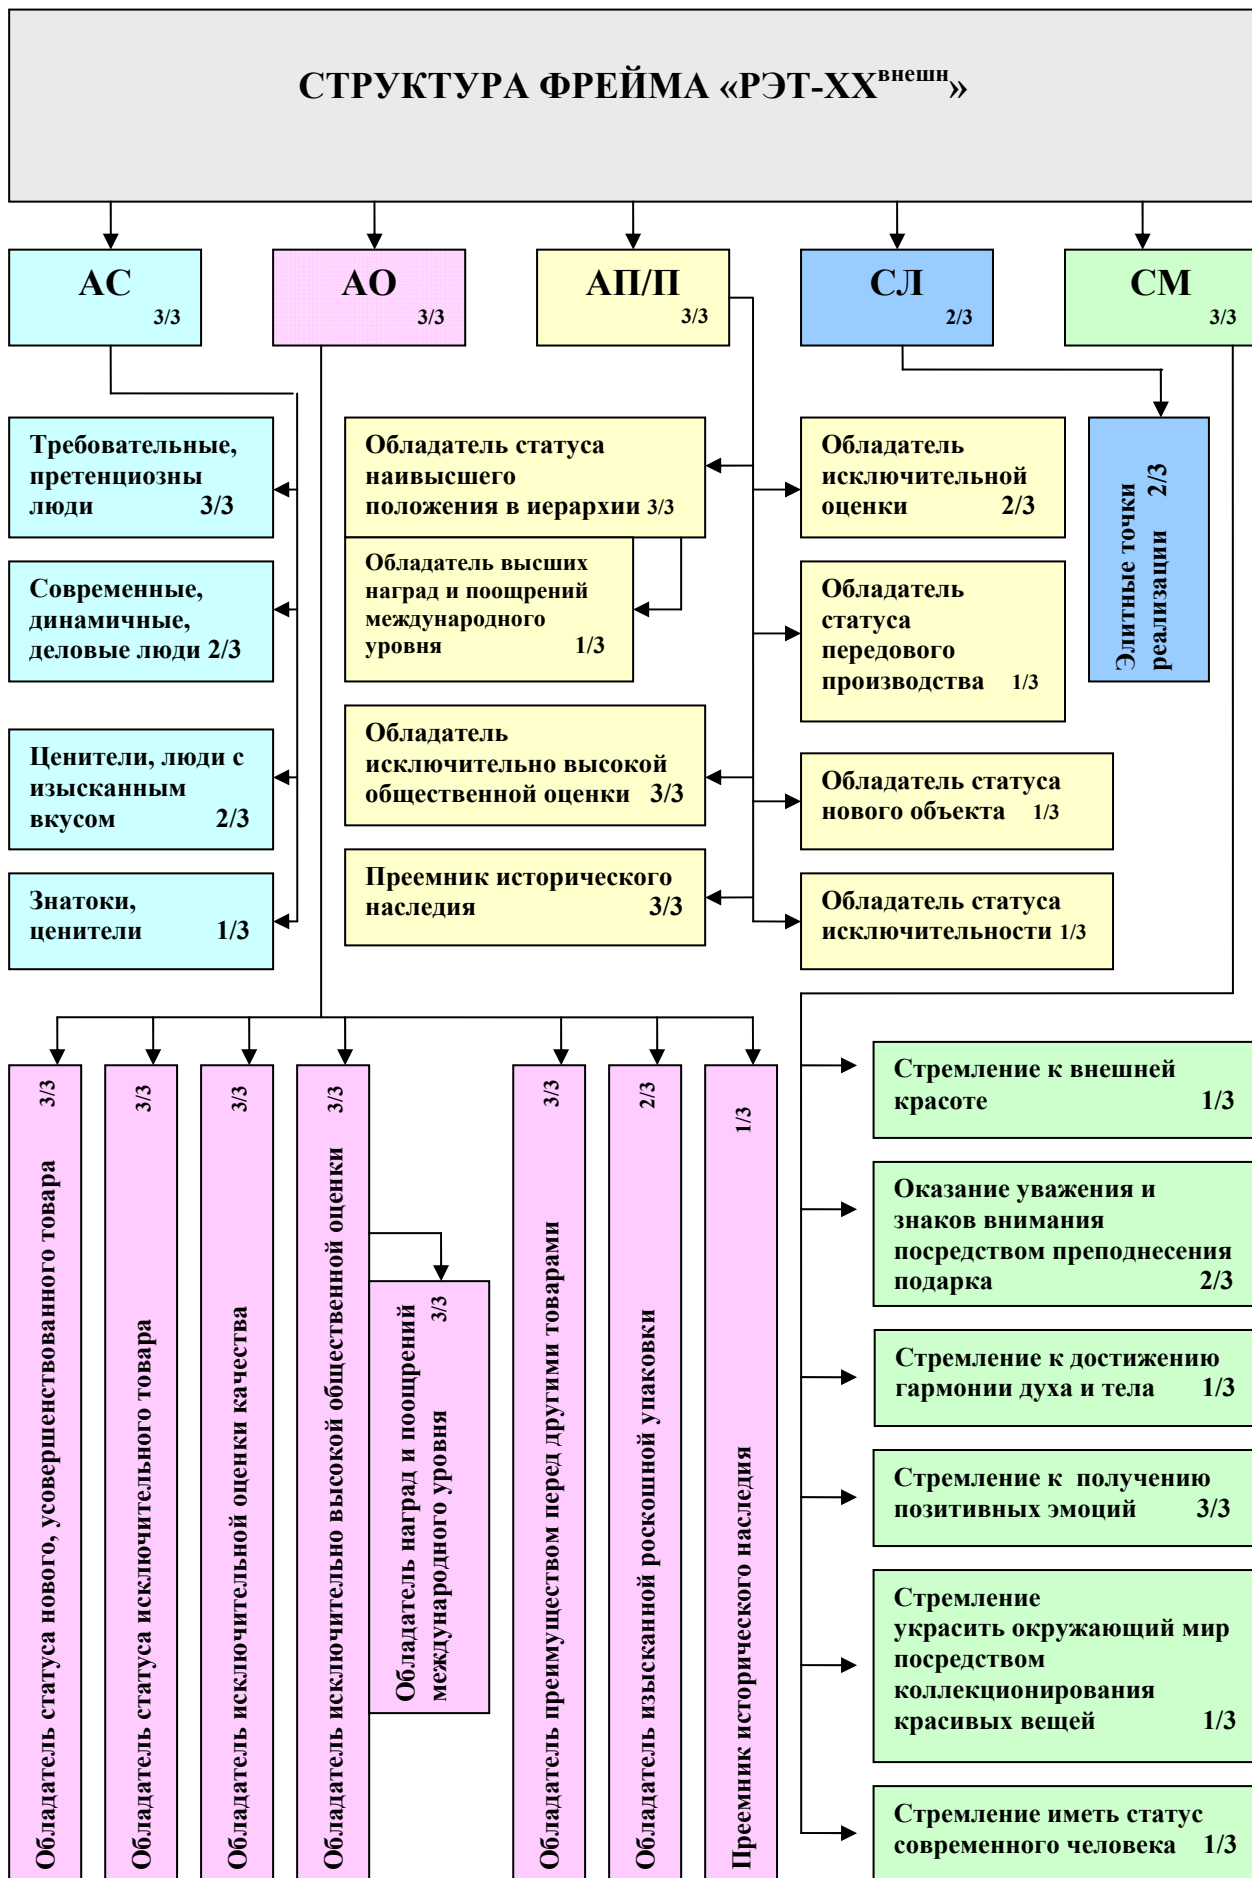 СТРУКТУРА ФРЕЙМА «РЭТ-XXвнешн»
АС
3/3
АО
3/3
АП/П
3/3
СЛ
2/3
СМ
3/3
Требовательные,
претенциозны
люди 3/3
Современные,
динамичные,
деловые люди 2/3
Ценители, люди с
изысканным
вкусом 2/3
Знатоки,
ценители 1/3
Обладатель статуса
наивысшего
положения в иерархии 3/3
Обладатель высших
наград и поощрений
международного
уровня 1/3
Обладатель
исключительно высокой
общественной оценки 3/3
Преемник исторического
наследия 3/3
Обладатель
исключительной
оценки 2/3
Обладатель
статуса
передового
производства 1/3
Обладатель статуса
нового объекта 1/3
Обладатель статуса
исключительности 1/3
Элитные точки
реализации 2/3
Обладатель статуса нового, усовершенствованного товара 3/3
Обладатель статуса исключительного товара 3/3
Обладатель исключительной оценки качества 3/3
Обладатель исключительно высокой общественной оценки 3/3
Обладатель наград и поощрений
международного уровня 3/3
Обладатель преимуществом перед другими товарами 3/3
Обладатель изысканной роскошной упаковки 2/3
Преемник исторического наследия 1/3
Стремление к внешней
красоте 1/3
Оказание уважения и
знаков внимания
посредством преподнесения
подарка 2/3
Стремление к достижению
гармонии духа и тела 1/3
Стремление к получению
позитивных эмоций 3/3
Стремление
украсить окружающий мир
посредством
коллекционирования
красивых вещей 1/3
Стремление иметь статус
современного человека 1/3